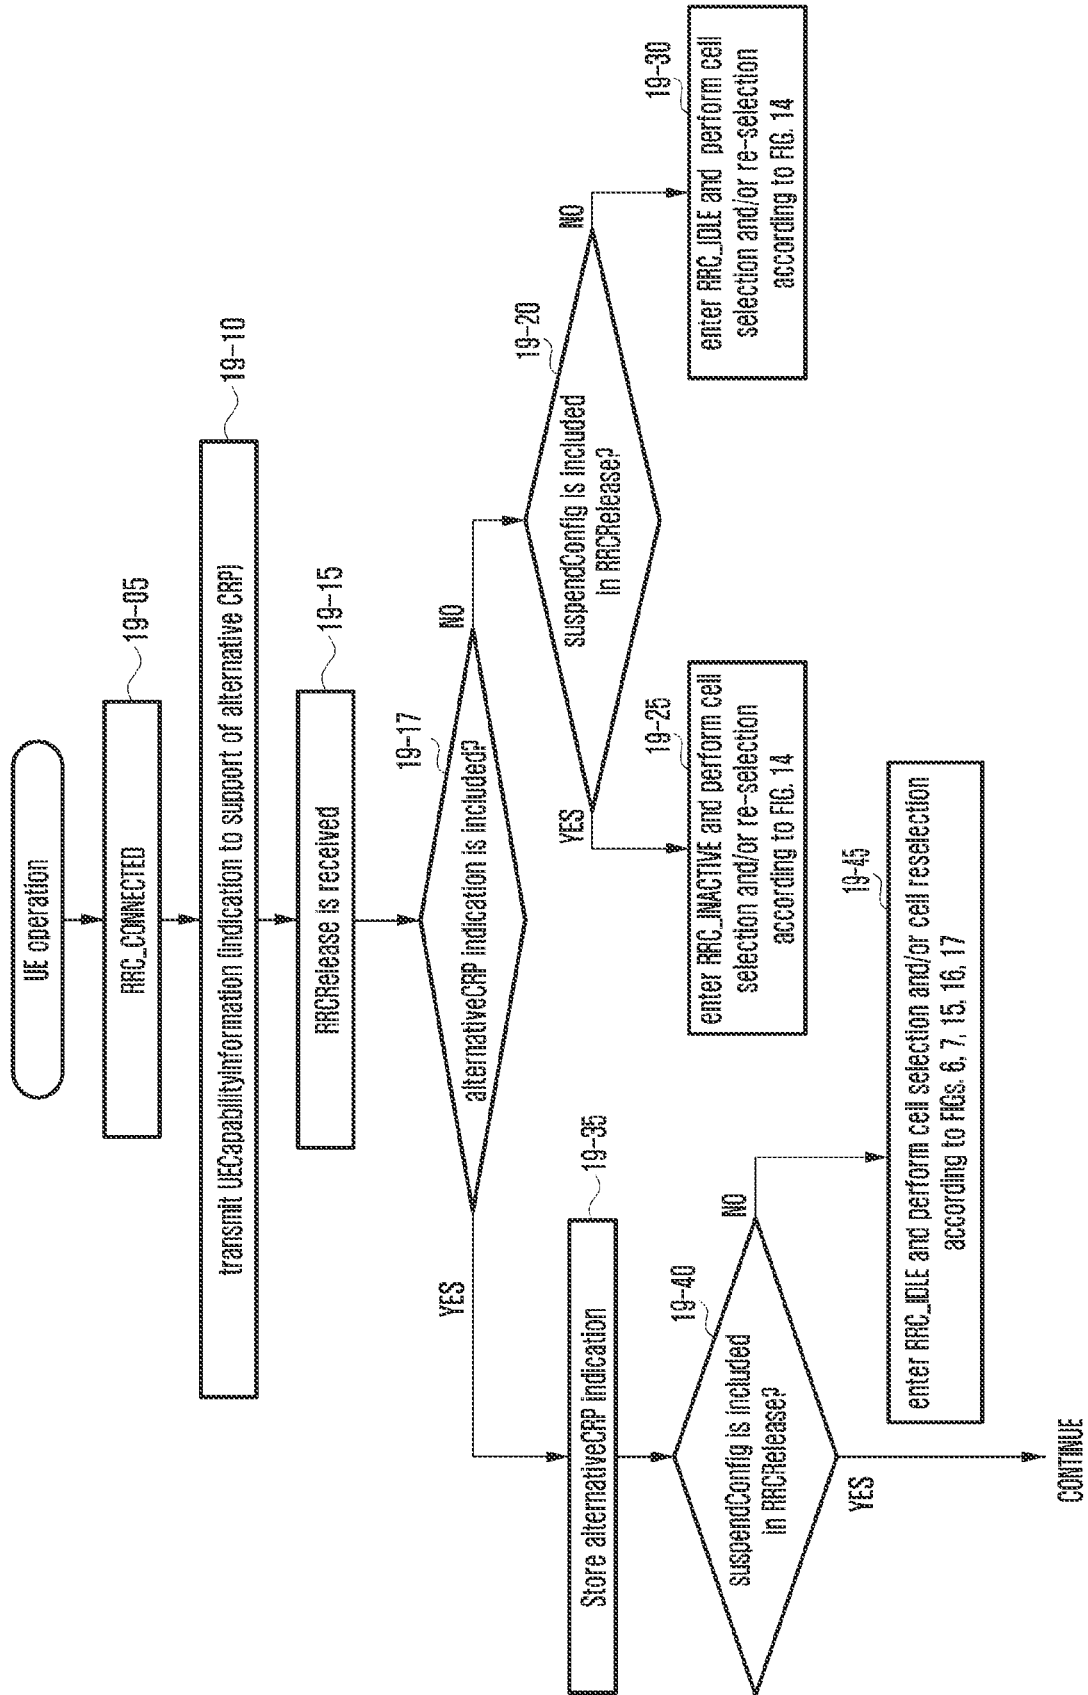 UE operation
RRC_CONNECTED
19-05
transmit UECapabilityInformation (indication to support of alternative CRP)
19-10
RRCRelease is received
19-15
alternativeCRP indication is included?
19-17
YES
NO
Store alternativeCRP indication
19-35
suspendConfig is included
in RRCRelease?
19-20
YES
NO
enter RRC_INACTIVE and perform cell
selection and/or re-selection
according to FIG. 14
19-25
enter RRC_IDLE and perform cell
selection and/or re-selection
according to FIG. 14
19-30
suspendConfig is included
in RRCRelease?
19-40
NO
YES
enter RRC_IDLE and perform cell selection and/or cell reselection
according to FIGs. 6, 7, 15, 16, 17
19-45
CONTINUE